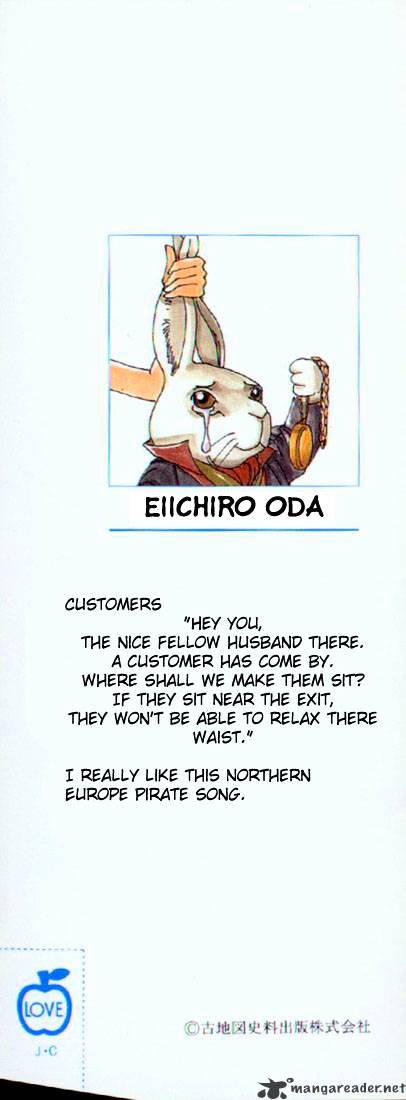 EIICHIRO ODA
CUSTOMERS
"HEY YOU,
THE NICE FELLOW HUSBAND THERE.
A CUSTOMER HAS COME BY.
WHERE SHALL WE MAKE THEM SIT?
IF THEY SIT NEAR THE EXIT,
THEY WON'T BE ABLE TO RELAX THERE
WAIST."
I REALLY LIKE THIS NORTHERN
EUROPE PIRATE SONG.
LOVE
J・C
©古地図史料出版株式会社
mangareader.net